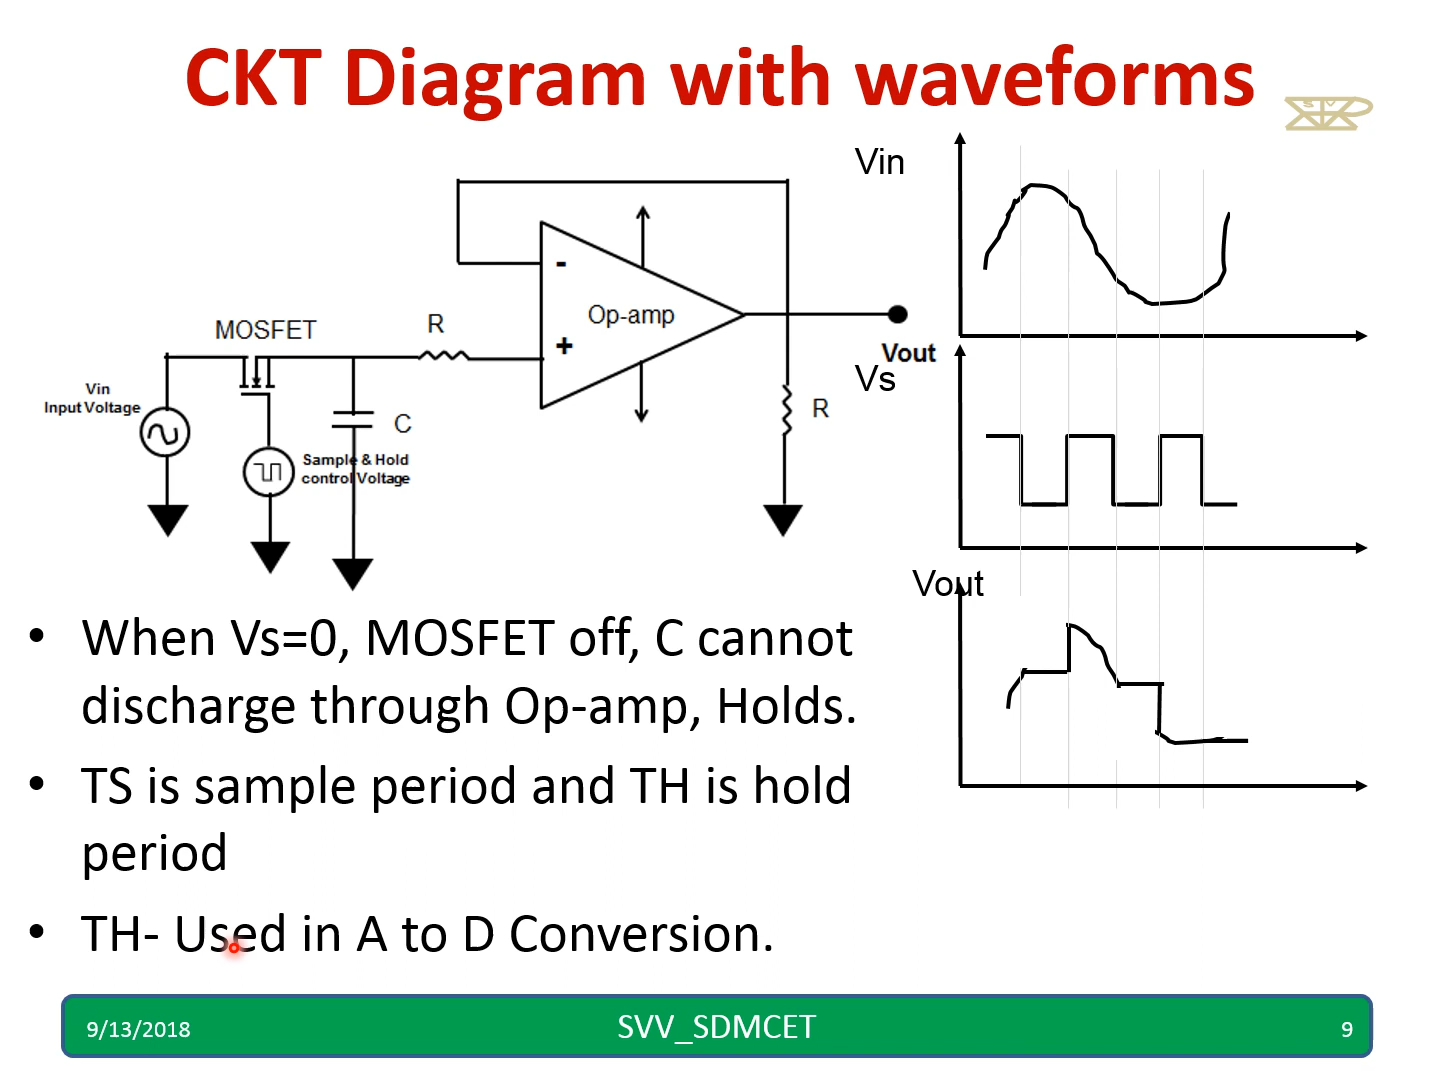 CKT Diagram with waveforms
Vin
MOSFET
R
-
Op-amp
+
Vout
Vs
Vin
Input Voltage
C
R
Sample & Hold
control Voltage
Vout
• When Vs=0, MOSFET off, C cannot
discharge through Op-amp, Holds.
• TS is sample period and TH is hold
period
• TH- Used in A to D Conversion.
9/13/2018
SVV_SDMCET
9